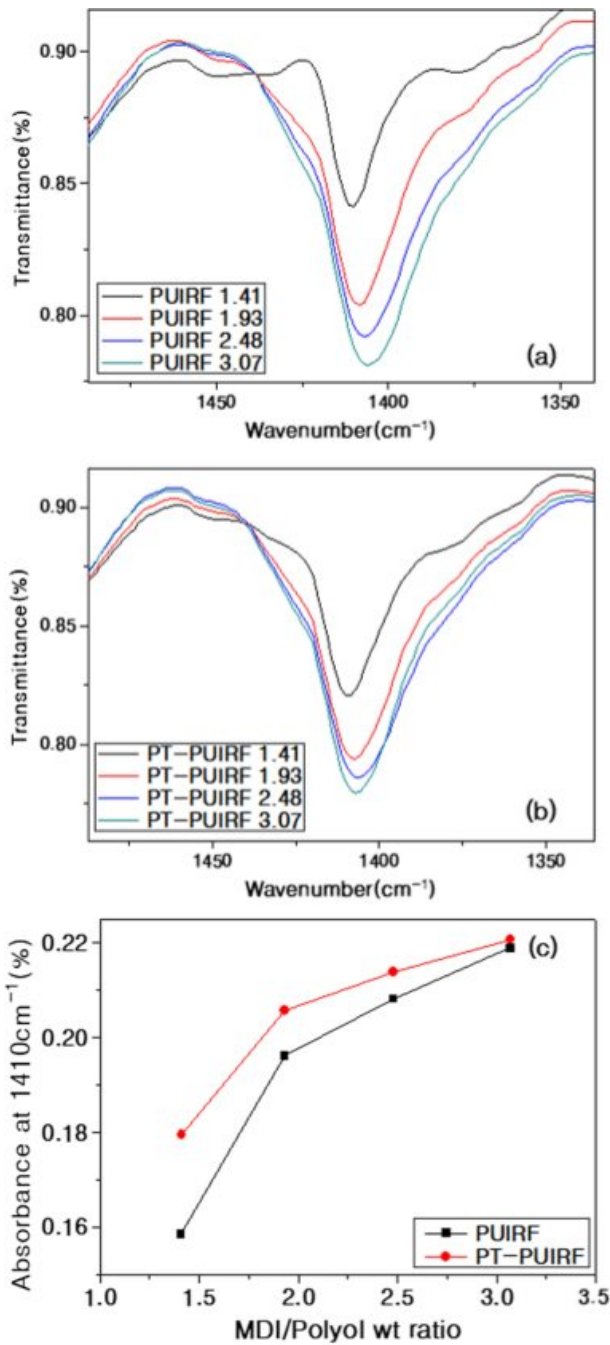 0.90
0.85
0.80
Transmittance(%)
PUIRF 1.41
PUIRF 1.93
PUIRF 2.48
PUIRF 3.07
(a)
1450 1400 1350
Wavenumber(cm⁻¹)
0.90
0.85
0.80
Transmittance(%)
PT-PUIRF 1.41
PT-PUIRF 1.93
PT-PUIRF 2.48
PT-PUIRF 3.07
(b)
1450 1400 1350
Wavenumber(cm⁻¹)
0.22
0.20
0.18
0.16
Absorbance at 1410cm⁻¹(%)
(c)
PUIRF
PT-PUIRF
1.0 1.5 2.0 2.5 3.0 3.5
MDI/Polyol wt ratio